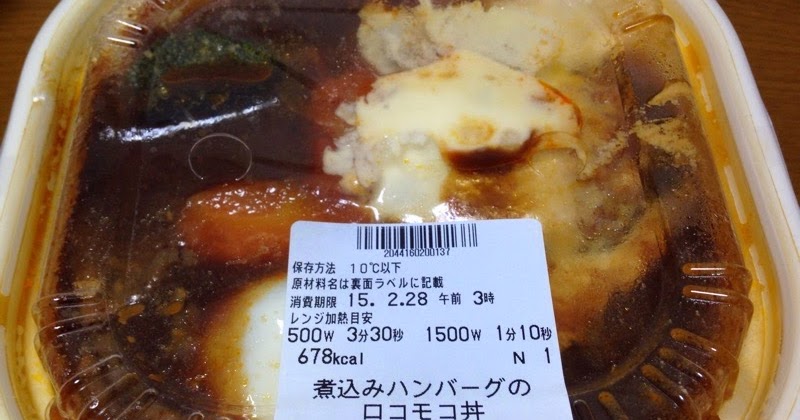 2044160200137
保存方法 10℃以下
原材料名は裏面ラベルに記載
消費期限 15. 2.28 午前 3時
レンジ加熱目安
500W 3分30秒 1500W 1分10秒
678kcal N 1
煮込みハンバーグの
ロコモコ丼